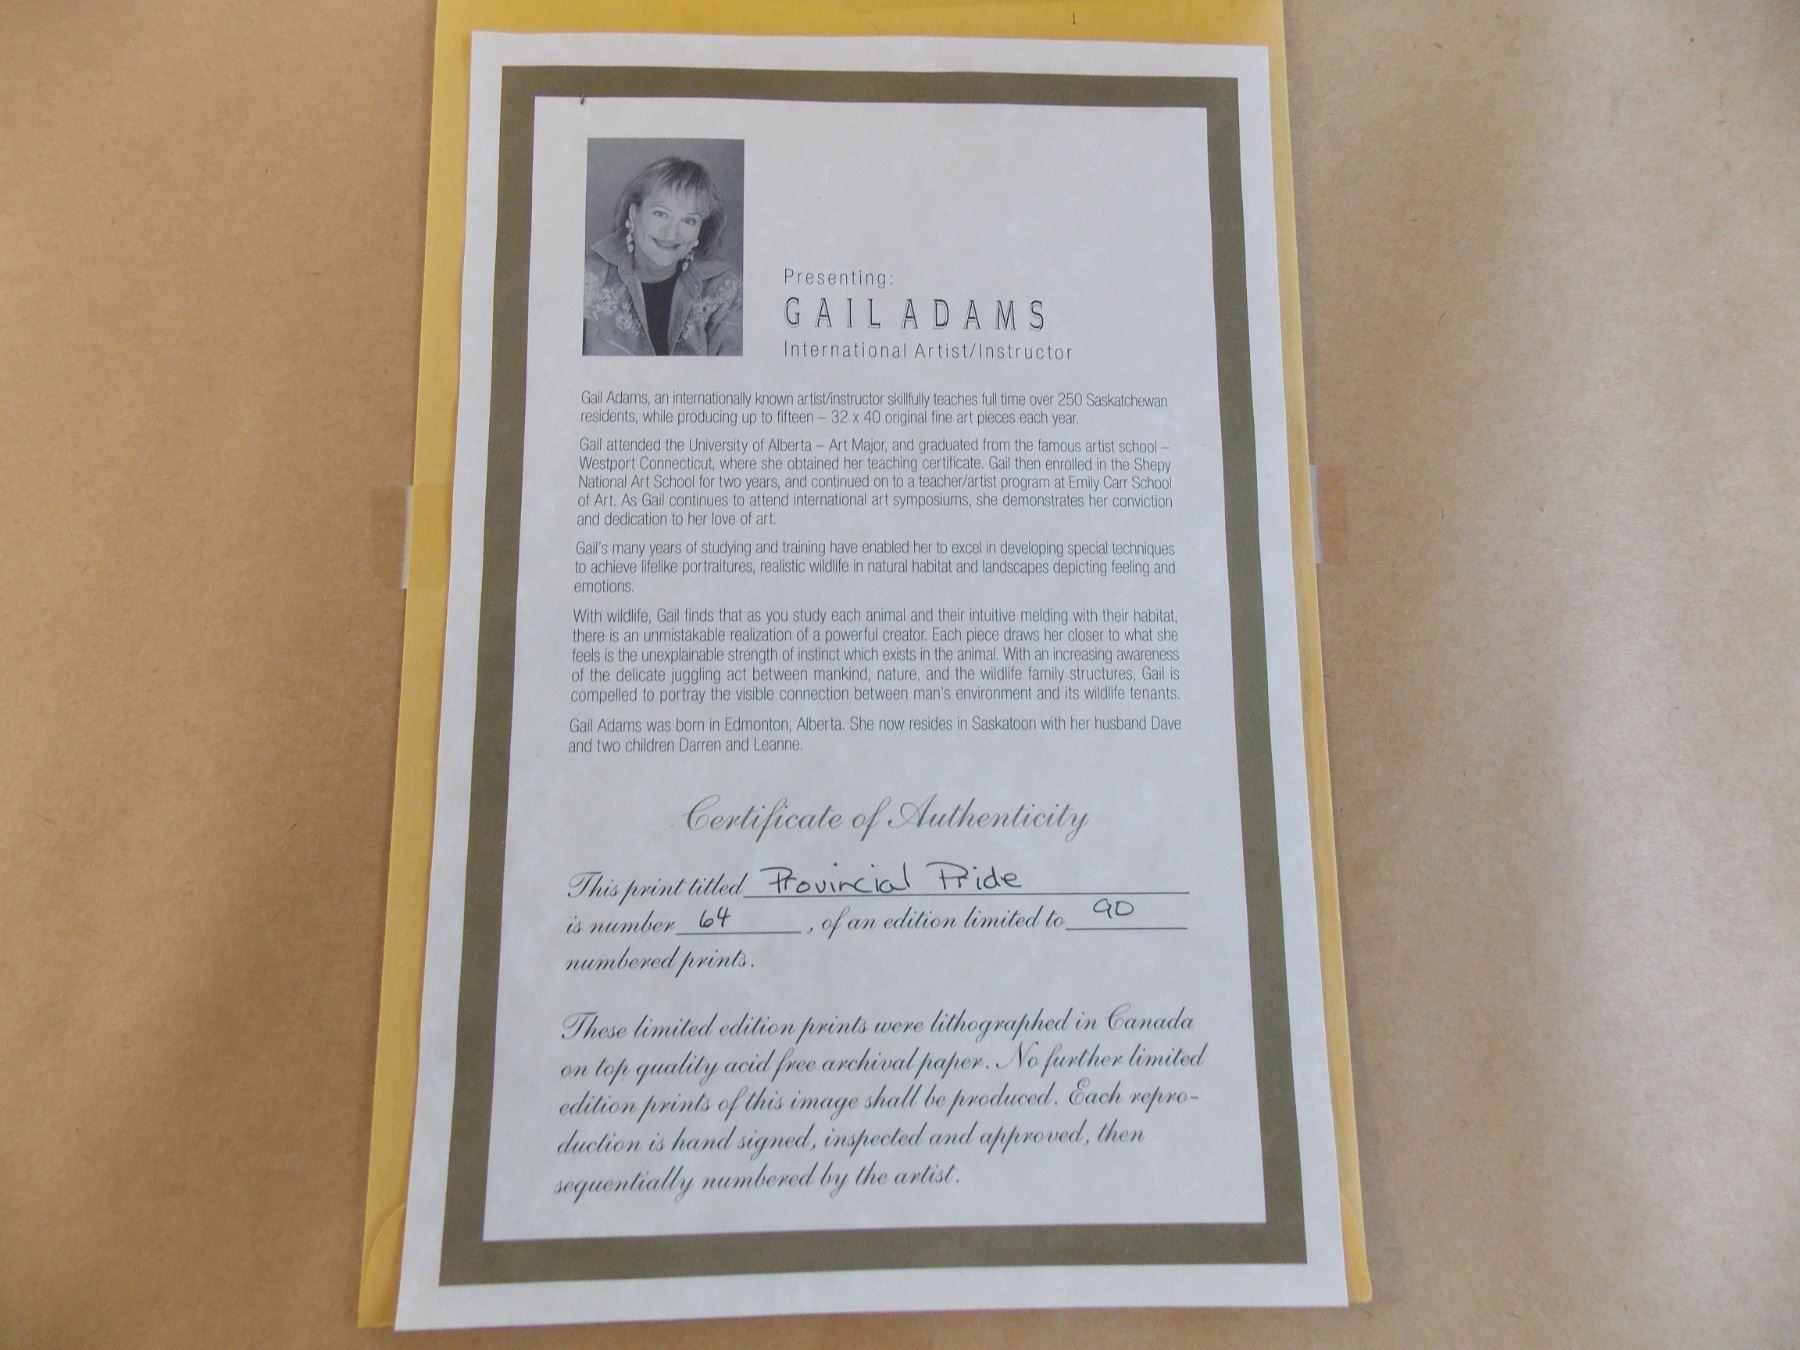 Presenting:
GAIL ADAMS
International Artist/Instructor
Gail Adams, an internationally known artist/instructor skillfully teaches full time over 250 Saskatchewan
residents, while producing up to fifteen – 32 x 40 original fine art pieces each year.
Gail attended the University of Alberta – Art Major, and graduated from the famous artist school –
Westport Connecticut, where she obtained her teaching certificate. Gail then enrolled in the Shepy
National Art School for two years, and continued on to a teacher/artist program at Emily Carr School
of Art. As Gail continues to attend international art symposiums, she demonstrates her conviction
and dedication to her love of art.
Gail's many years of studying and training have enabled her to excel in developing special techniques
to achieve lifelike portraitures, realistic wildlife in natural habitat and landscapes depicting feeling and
emotions.
With wildlife, Gail finds that as you study each animal and their intuitive melding with their habitat,
there is an unmistakable realization of a powerful creator. Each piece draws her closer to what she
feels is the unexplainable strength of instinct which exists in the animal. With an increasing awareness
of the delicate juggling act between mankind, nature, and the wildlife family structures, Gail is
compelled to portray the visible connection between man's environment and its wildlife tenants.
Gail Adams was born in Edmonton, Alberta. She now resides in Saskatoon with her husband Dave
and two children Darren and Leanne.
Certificate of Authenticity
This print titled Provincial Pride
is number 64, of an edition limited to 90
numbered prints.
These limited edition prints were lithographed in Canada
on top quality acid free archival paper. No further limited
edition prints of this image shall be produced. Each repro-
duction is hand signed, inspected and approved, then
sequentially numbered by the artist.